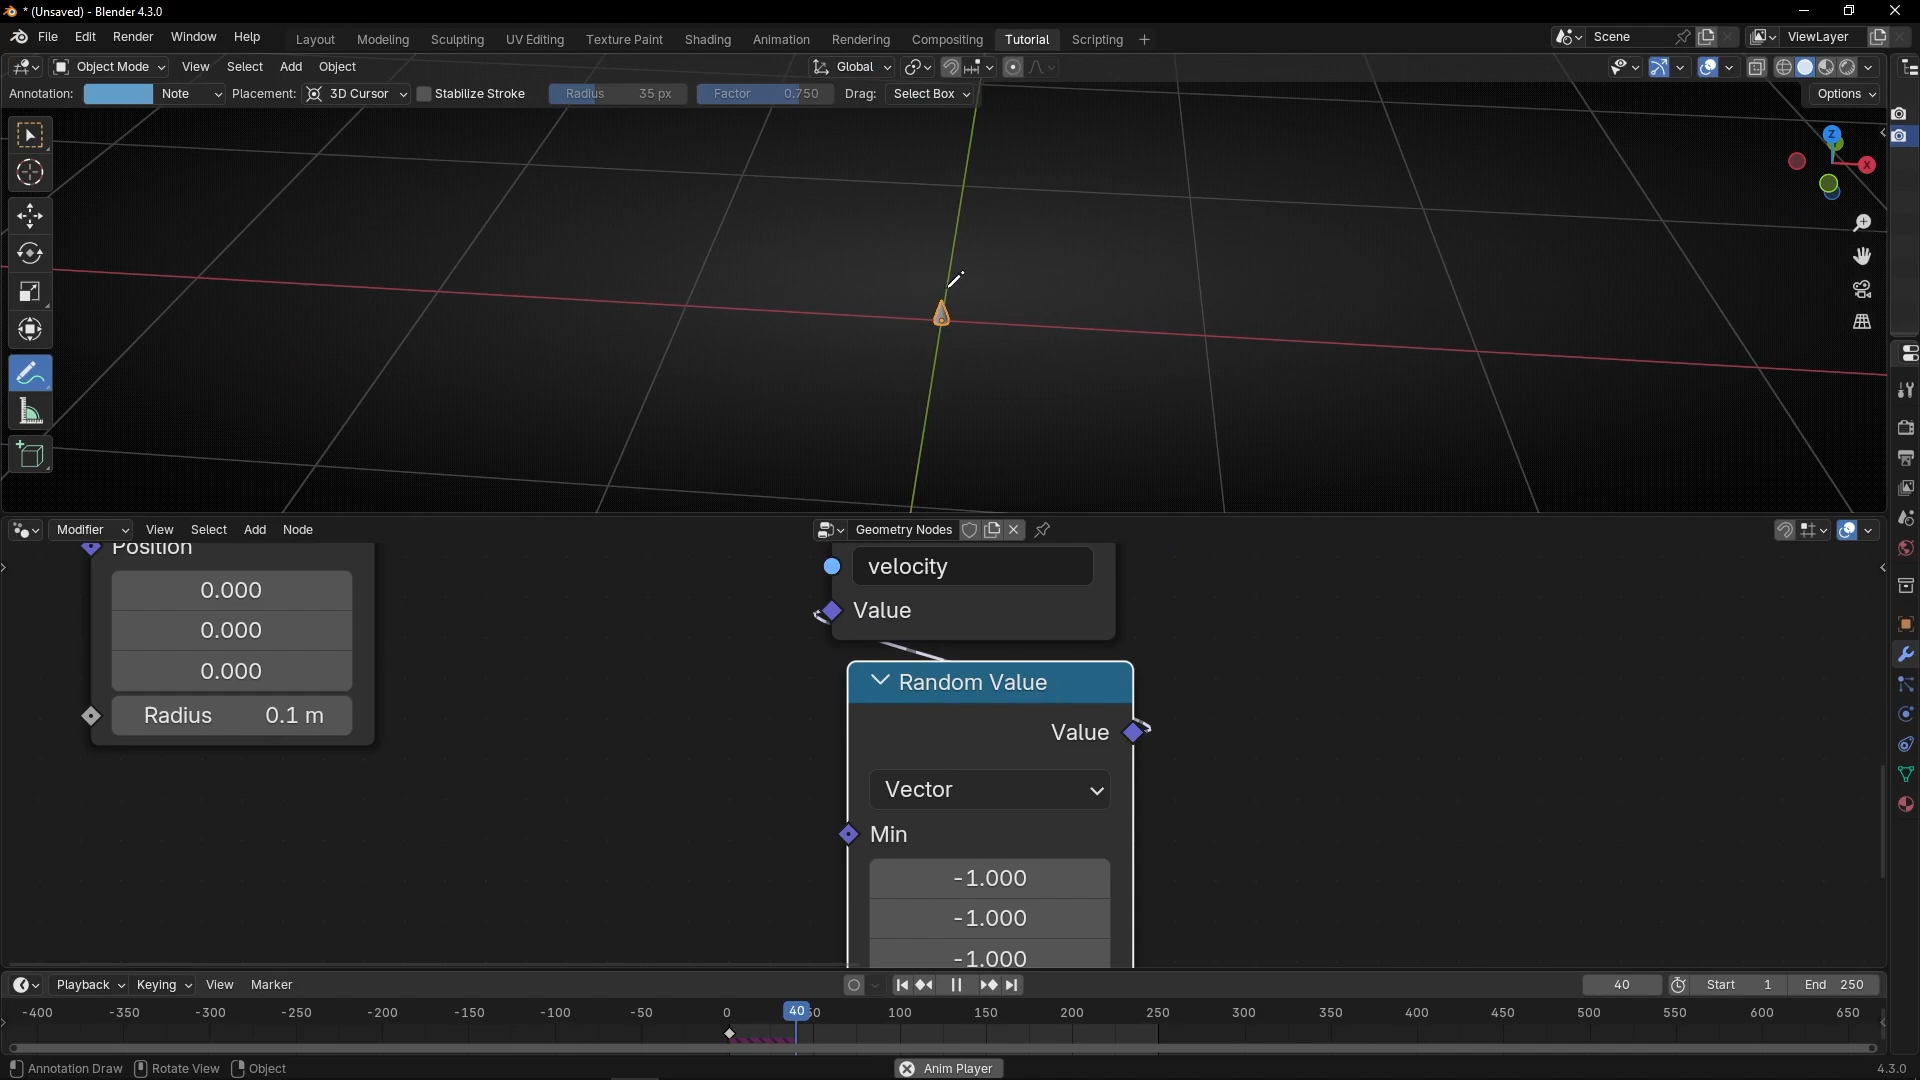 * (Unsaved) - Blender 4.3.0
File Edit Render Window Help Layout Modeling Sculpting UV Editing Texture Paint Shading Animation Rendering Compositing Tutorial Scripting + Scene ViewLayer
Object Mode View Select Add Object Global
Annotation: Note Placement: 3D Cursor Stabilize Stroke Radius 35 px Factor 0.750 Drag: Select Box Options
Z
X
Modifier View Select Add Node Geometry Nodes
Position
velocity
0.000
Value
0.000
0.000
Random Value
Radius 0.1 m
Value
Vector
Min
-1.000
-1.000
-1.000
Playback Keying View Marker 40 Start 1 End 250
-400 -350 -300 -250 -200 -150 -100 -50 0 40 50 100 150 200 250 300 350 400 450 500 550 600 650
Annotation Draw Rotate View Object Anim Player 4.3.0